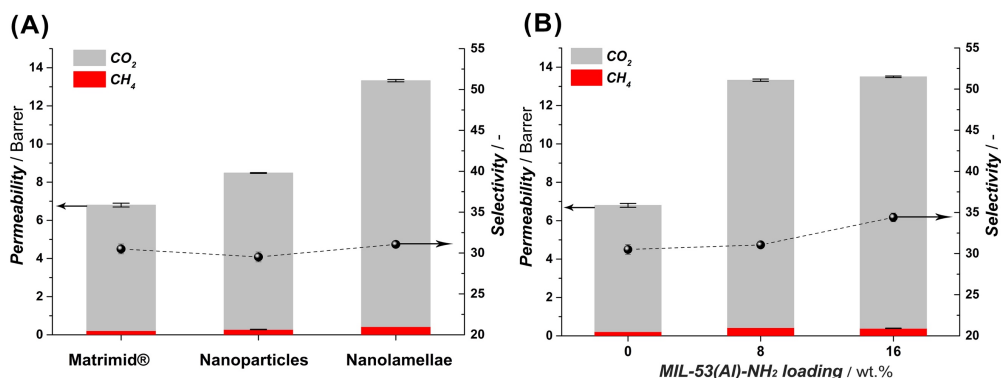 (A)
CO2
CH4
Permeability / Barrer
14
12
10
8
6
4
2
0
55
50
45
40
35
30
25
20
Selectivity / -
Matrimid® Nanoparticles Nanolamellae
(B)
CO2
CH4
Permeability / Barrer
14
12
10
8
6
4
2
0
55
50
45
40
35
30
25
20
Selectivity / -
0 8 16
MIL-53(Al)-NH2 loading / wt.%